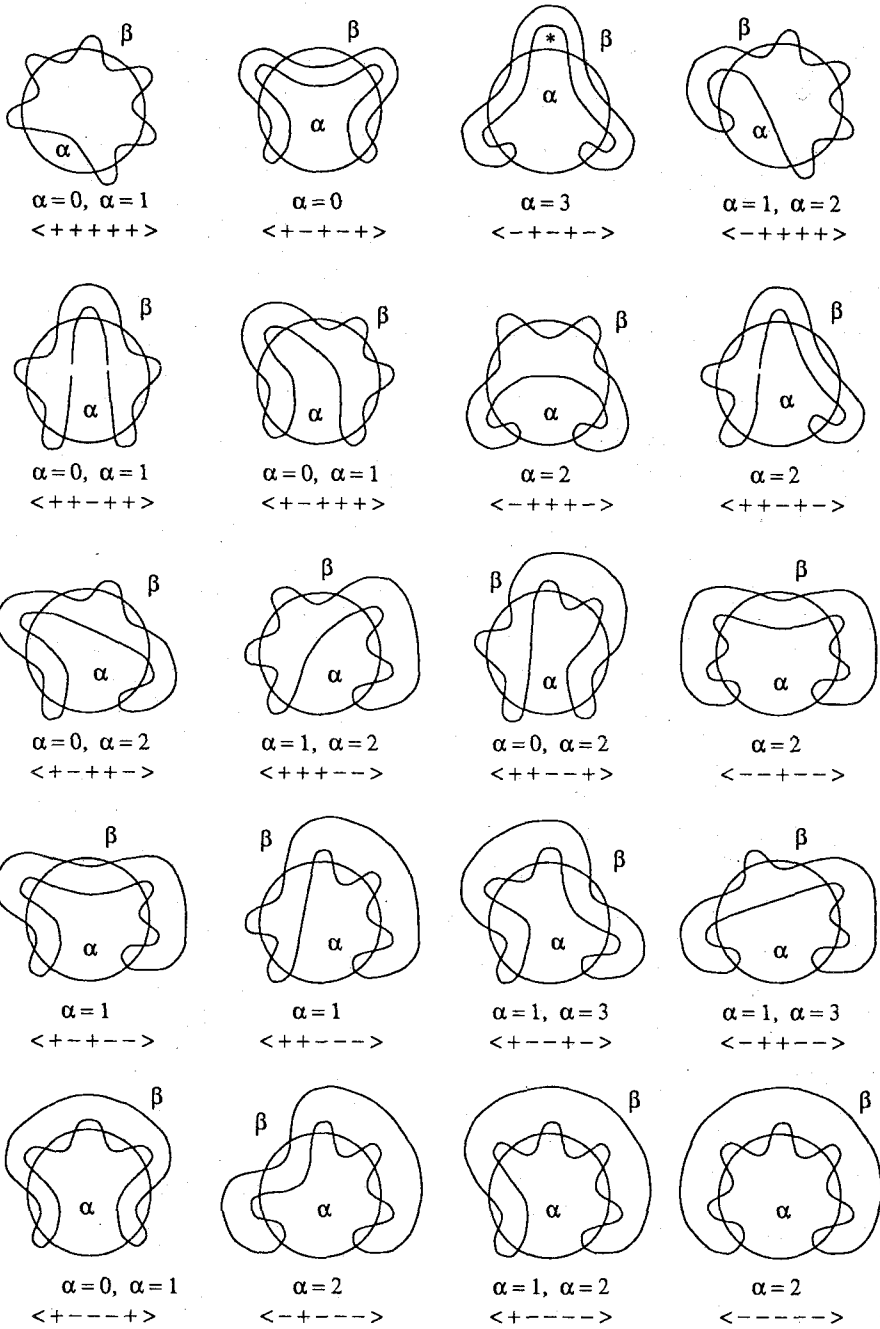 β β β β
α α * α α
α=0, α=1 α=0 α=3 α=1, α=2
<+++++> <+-+-+> <-+-+-> <-++++>
β β β β
α α α α
α=0, α=1 α=0, α=1 α=2 α=2
<++-++> <+-+++> <-+++-> <++-+->
β β β β
α α α α
α=0, α=2 α=1, α=2 α=0, α=2 α=2
<+-++-> <+++--> <++--+> <--+-->
β β β β
α α α α
α=1 α=1 α=1, α=3 α=1, α=3
<+-+--> <++---> <+--+-> <-++-->
β β β β
α α α α
α=0, α=1 α=2 α=1, α=2 α=2
<+---+> <-+---> <+----> <----->